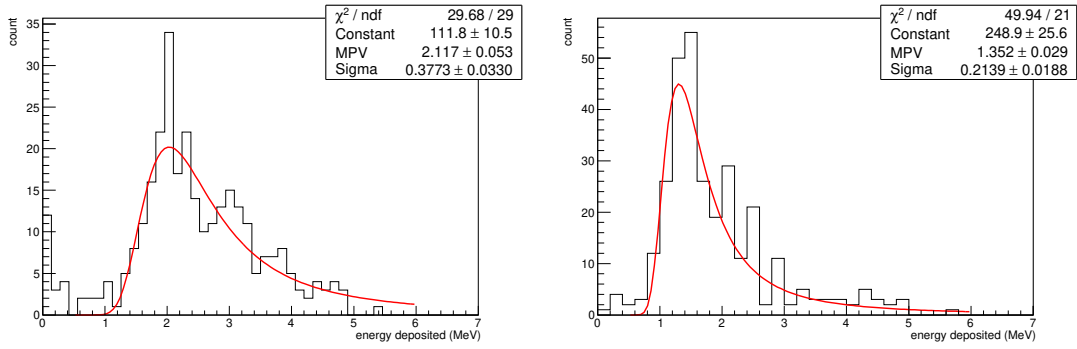 χ² / ndf 29.68 / 29
Constant 111.8 ± 10.5
MPV 2.117 ± 0.053
Sigma 0.3773 ± 0.0330
count
35
30
25
20
15
10
5
0
0 1 2 3 4 5 6 7
energy deposited (MeV)
χ² / ndf 49.94 / 21
Constant 248.9 ± 25.6
MPV 1.352 ± 0.029
Sigma 0.2139 ± 0.0188
count
50
40
30
20
10
0
0 1 2 3 4 5 6 7
energy deposited (MeV)